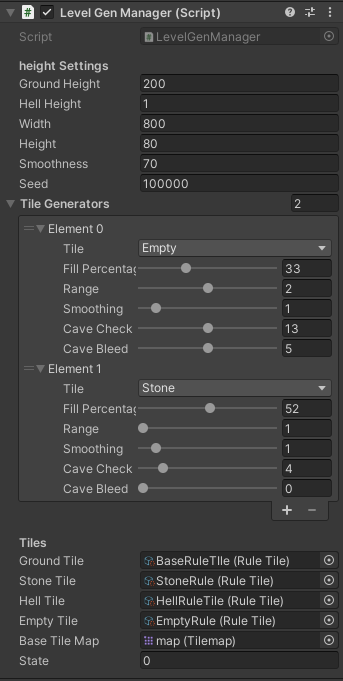 Level Gen Manager (Script)
Script LevelGenManager
height Settings
Ground Height 200
Hell Height 1
Width 800
Height 80
Smoothness 70
Seed 100000
Tile Generators 2
Element 0
Tile Empty
Fill Percentag 33
Range 2
Smoothing 1
Cave Check 13
Cave Bleed 5
Element 1
Tile Stone
Fill Percentag 52
Range 1
Smoothing 1
Cave Check 4
Cave Bleed 0
Tiles
Ground Tile BaseRuleTIle (Rule Tile)
Stone Tile StoneRule (Rule Tile)
Hell Tile HellRuleTile (Rule Tile)
Empty Tile EmptyRule (Rule Tile)
Base Tile Map map (Tilemap)
State 0